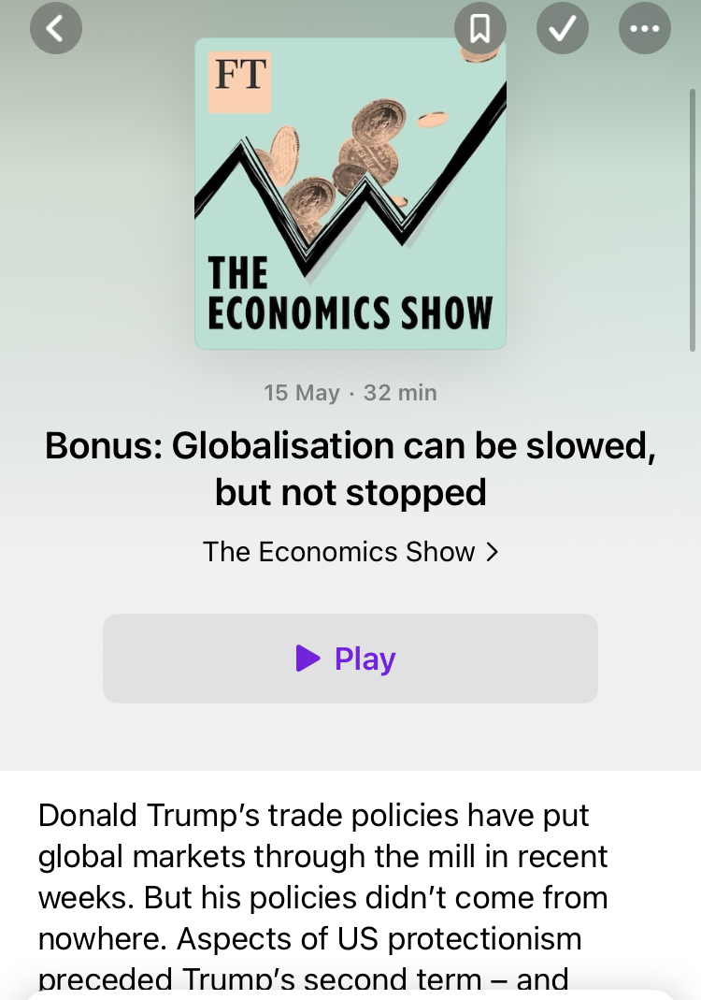 FT
THE
ECONOMICS SHOW
15 May · 32 min
Bonus: Globalisation can be slowed,
but not stopped
The Economics Show
Play
Donald Trump’s trade policies have put
global markets through the mill in recent
weeks. But his policies didn’t come from
nowhere. Aspects of US protectionism
preceded Trump’s second term – and